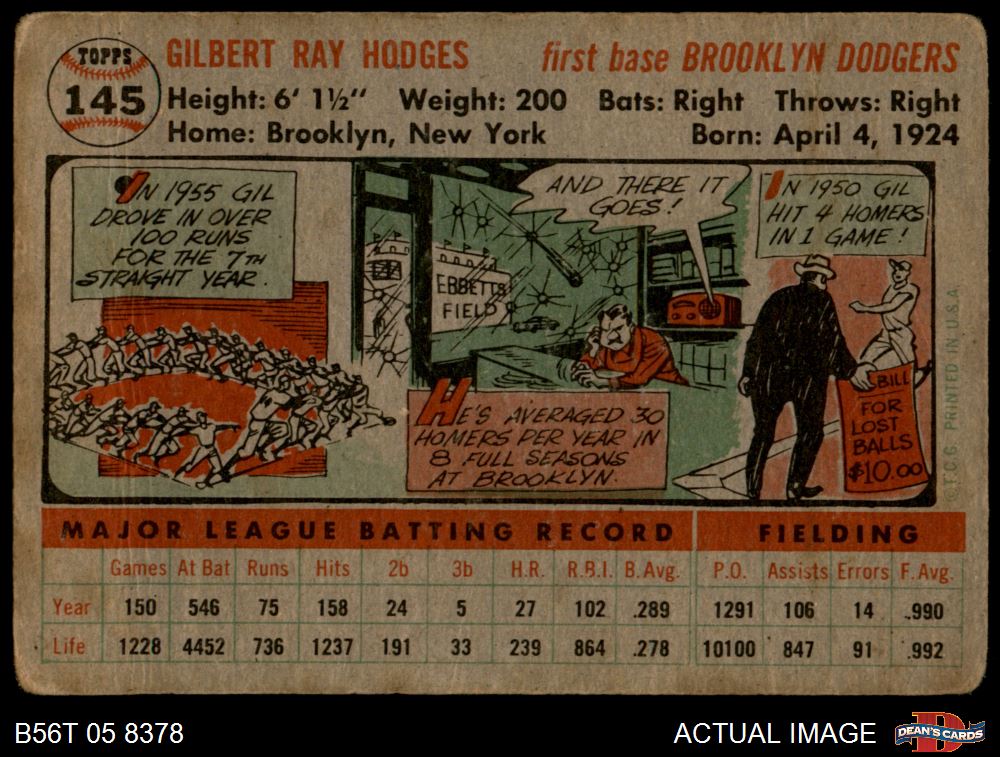 TOPPS
145
GILBERT RAY HODGES first base BROOKLYN DODGERS
Height: 6' 1½" Weight: 200 Bats: Right Throws: Right
Home: Brooklyn, New York Born: April 4, 1924
IN 1955 GIL
DROVE IN OVER
100 RUNS
FOR THE 7TH
STRAIGHT YEAR.
AND THERE IT
GOES!
EBBETTS
FIELD
HE'S AVERAGED 30
HOMERS PER YEAR IN
8 FULL SEASONS
AT BROOKLYN.
IN 1950 GIL
HIT 4 HOMERS
IN 1 GAME!
BILL
FOR
LOST
BALLS
$10.00
©T.C.G. PRINTED IN U.S.A.
MAJOR LEAGUE BATTING RECORD FIELDING
Games At Bat Runs Hits 2b 3b H.R. R.B.I. B.Avg. P.O. Assists Errors F.Avg.
Year 150 546 75 158 24 5 27 102 .289 1291 106 14 .990
Life 1228 4452 736 1237 191 33 239 864 .278 10100 847 91 .992
B56T 05 8378 ACTUAL IMAGE DEAN'S CARDS